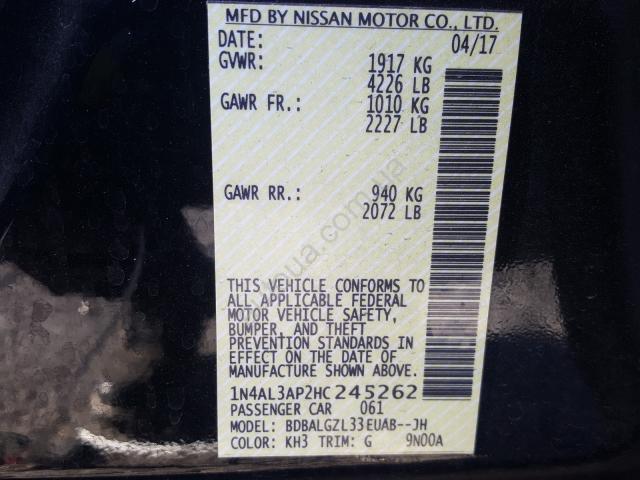 MFD BY NISSAN MOTOR CO., LTD.
DATE: 04/17
GVWR: 1917 KG
4226 LB
GAWR FR.: 1010 KG
2227 LB
GAWR RR.: 940 KG
2072 LB
THIS VEHICLE CONFORMS TO
ALL APPLICABLE FEDERAL
MOTOR VEHICLE SAFETY,
BUMPER, AND THEFT
PREVENTION STANDARDS IN
EFFECT ON THE DATE OF
MANUFACTURE SHOWN ABOVE.
1N4AL3AP2HC245262
PASSENGER CAR 061
MODEL: BDBALGZL33EUAB--JH
COLOR: KH3 TRIM: G 9N00A